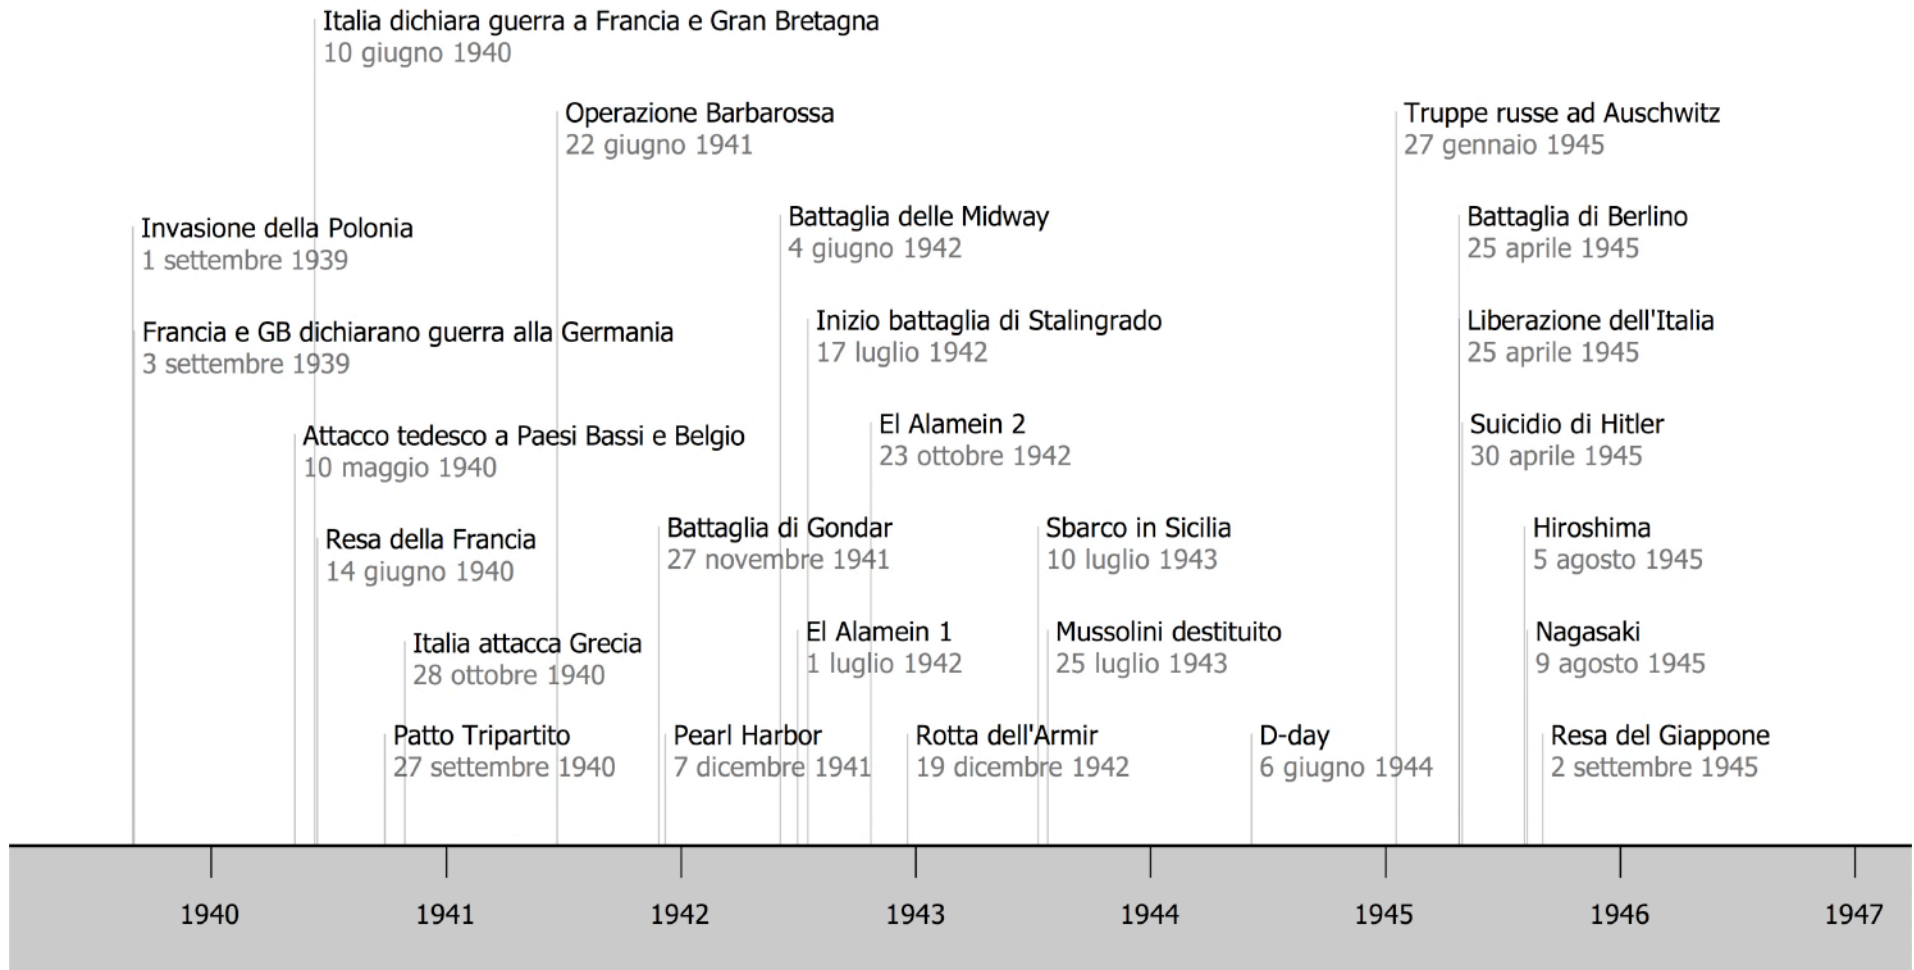 Italia dichiara guerra a Francia e Gran Bretagna
10 giugno 1940
Operazione Barbarossa
22 giugno 1941
Truppe russe ad Auschwitz
27 gennaio 1945
Invasione della Polonia
1 settembre 1939
Battaglia delle Midway
4 giugno 1942
Battaglia di Berlino
25 aprile 1945
Francia e GB dichiarano guerra alla Germania
3 settembre 1939
Inizio battaglia di Stalingrado
17 luglio 1942
Liberazione dell'Italia
25 aprile 1945
Attacco tedesco a Paesi Bassi e Belgio
10 maggio 1940
El Alamein 2
23 ottobre 1942
Suicidio di Hitler
30 aprile 1945
Resa della Francia
14 giugno 1940
Battaglia di Gondar
27 novembre 1941
Sbarco in Sicilia
10 luglio 1943
Hiroshima
5 agosto 1945
Italia attacca Grecia
28 ottobre 1940
El Alamein 1
1 luglio 1942
Mussolini destituito
25 luglio 1943
Nagasaki
9 agosto 1945
Patto Tripartito
27 settembre 1940
Pearl Harbor
7 dicembre 1941
Rotta dell'Armir
19 dicembre 1942
D-day
6 giugno 1944
Resa del Giappone
2 settembre 1945
1940
1941
1942
1943
1944
1945
1946
1947